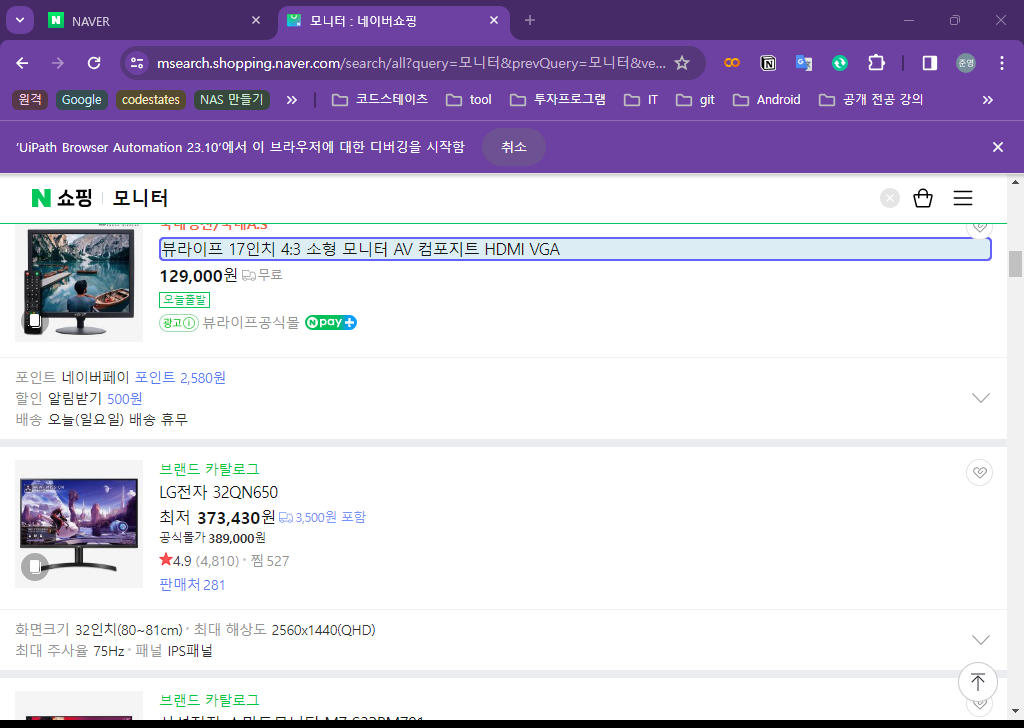 NAVER
모니터 : 네이버쇼핑
msearch.shopping.naver.com/search/all?query=모니터&prevQuery=모니터&ve...
준영
원격
Google
codestates
NAS 만들기
코드스테이츠
tool
투자프로그램
IT
git
Android
공개 전공 강의
'UiPath Browser Automation 23.10'에서 이 브라우저에 대한 디버깅을 시작함
취소
N 쇼핑
모니터
뷰라이프 17인치 4:3 소형 모니터 AV 컴포지트 HDMI VGA
129,000원 무료
오늘출발
광고 뷰라이프공식몰 N pay+
포인트 네이버페이 포인트 2,580원
할인 알림받기 500원
배송 오늘(일요일) 배송 휴무
브랜드 카탈로그
LG전자 32QN650
최저 373,430원 3,500원 포함
공식몰가 389,000원
4.9 (4,810) · 찜 527
판매처 281
화면크기 32인치(80~81cm) · 최대 해상도 2560x1440(QHD)
최대 주사율 75Hz · 패널 IPS패널
브랜드 카탈로그